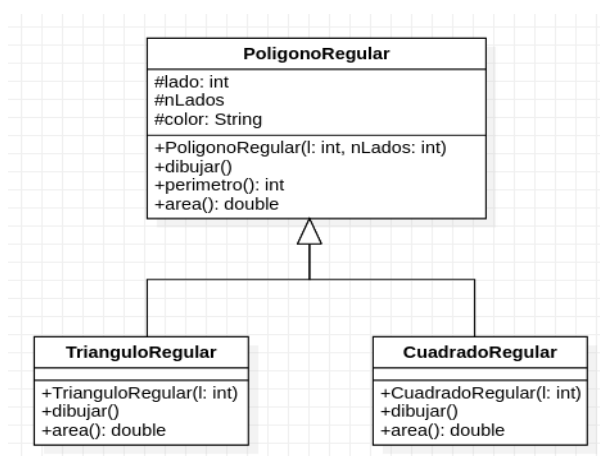 PoligonoRegular
#lado: int
#nLados
#color: String
+PoligonoRegular(l: int, nLados: int)
+dibujar()
+perimetro(): int
+area(): double
TrianguloRegular
+TrianguloRegular(l: int)
+dibujar()
+area(): double
CuadradoRegular
+CuadradoRegular(l: int)
+dibujar()
+area(): double